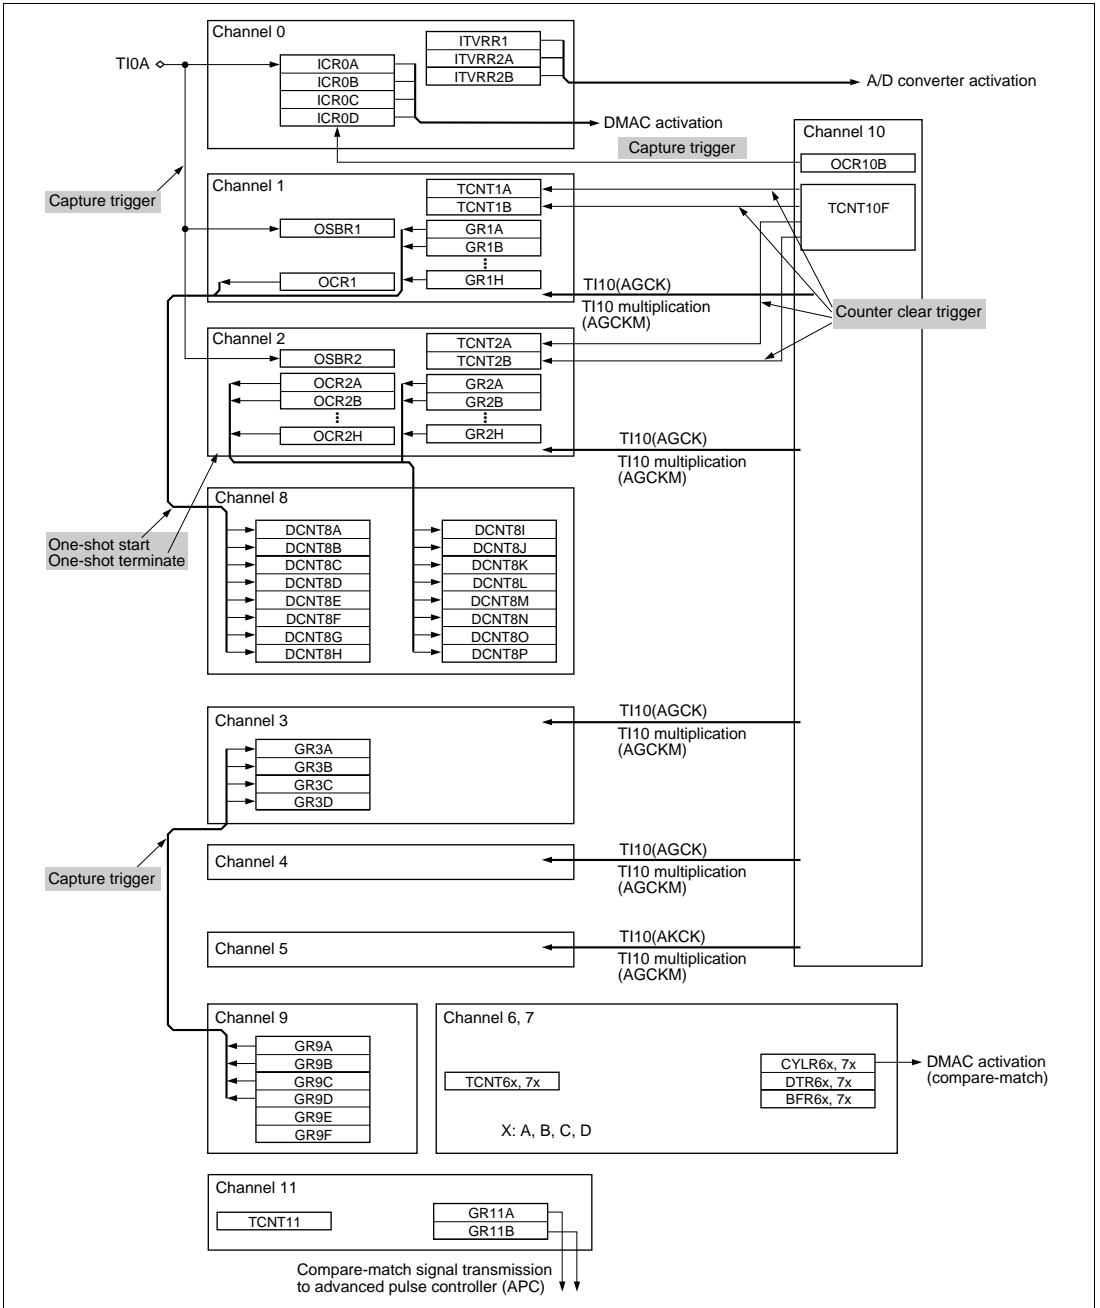 Channel 0
TI0A
ICR0A
ICR0B
ICR0C
ICR0D
ITVRR1
ITVRR2A
ITVRR2B
A/D converter activation
DMAC activation
Capture trigger
Channel 10
OCR10B
TCNT10F
Capture trigger
Channel 1
TCNT1A
TCNT1B
OSBR1
GR1A
GR1B
OCR1
GR1H
TI10(AGCK)
TI10 multiplication
(AGCKM)
Counter clear trigger
Channel 2
TCNT2A
TCNT2B
OSBR2
OCR2A
OCR2B
OCR2H
GR2A
GR2B
GR2H
TI10(AGCK)
TI10 multiplication
(AGCKM)
Channel 8
One-shot start
One-shot terminate
DCNT8A
DCNT8B
DCNT8C
DCNT8D
DCNT8E
DCNT8F
DCNT8G
DCNT8H
DCNT8I
DCNT8J
DCNT8K
DCNT8L
DCNT8M
DCNT8N
DCNT8O
DCNT8P
Channel 3
GR3A
GR3B
GR3C
GR3D
TI10(AGCK)
TI10 multiplication
(AGCKM)
Channel 4
TI10(AGCK)
TI10 multiplication
(AGCKM)
Capture trigger
Channel 5
TI10(AKCK)
TI10 multiplication
(AGCKM)
Channel 9
GR9A
GR9B
GR9C
GR9D
GR9E
GR9F
Channel 6, 7
TCNT6x, 7x
CYLR6x, 7x
DTR6x, 7x
BFR6x, 7x
X: A, B, C, D
DMAC activation
(compare-match)
Channel 11
TCNT11
GR11A
GR11B
Compare-match signal transmission
to advanced pulse controller (APC)